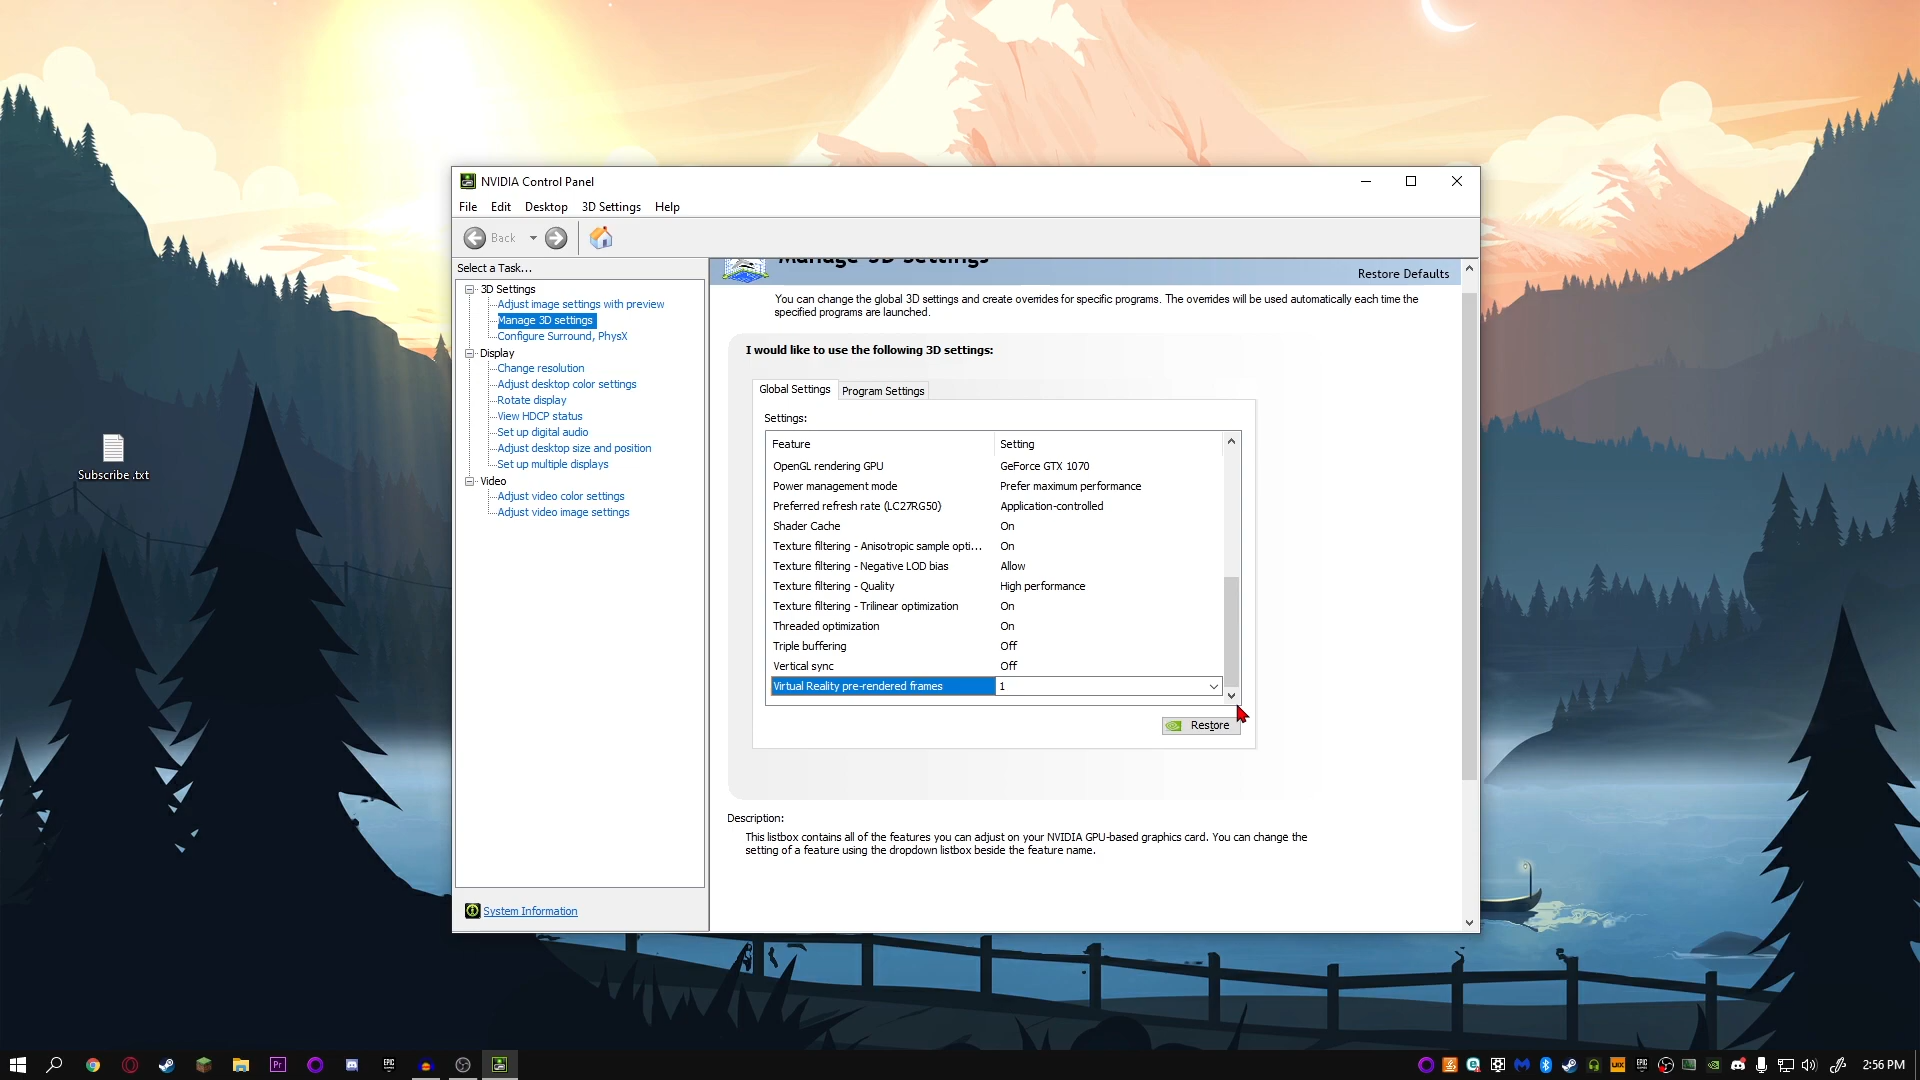 NVIDIA Control Panel
File Edit Desktop 3D Settings Help
Back
Select a Task...
3D Settings
Adjust image settings with preview
Manage 3D settings
Configure Surround, PhysX
Display
Change resolution
Adjust desktop color settings
Rotate display
View HDCP status
Set up digital audio
Adjust desktop size and position
Set up multiple displays
Video
Adjust video color settings
Adjust video image settings
System Information
Manage 3D Settings
Restore Defaults
You can change the global 3D settings and create overrides for specific programs. The overrides will be used automatically each time the
specified programs are launched.
I would like to use the following 3D settings:
Global Settings Program Settings
Settings:
Feature Setting
OpenGL rendering GPU GeForce GTX 1070
Power management mode Prefer maximum performance
Preferred refresh rate (LC27RG50) Application-controlled
Shader Cache On
Texture filtering - Anisotropic sample opti... On
Texture filtering - Negative LOD bias Allow
Texture filtering - Quality High performance
Texture filtering - Trilinear optimization On
Threaded optimization On
Triple buffering Off
Vertical sync Off
Virtual Reality pre-rendered frames 1
Restore
Description:
This listbox contains all of the features you can adjust on your NVIDIA GPU-based graphics card. You can change the
setting of a feature using the dropdown listbox beside the feature name.
Subscribe .txt
Pr
EPIC
2:56 PM